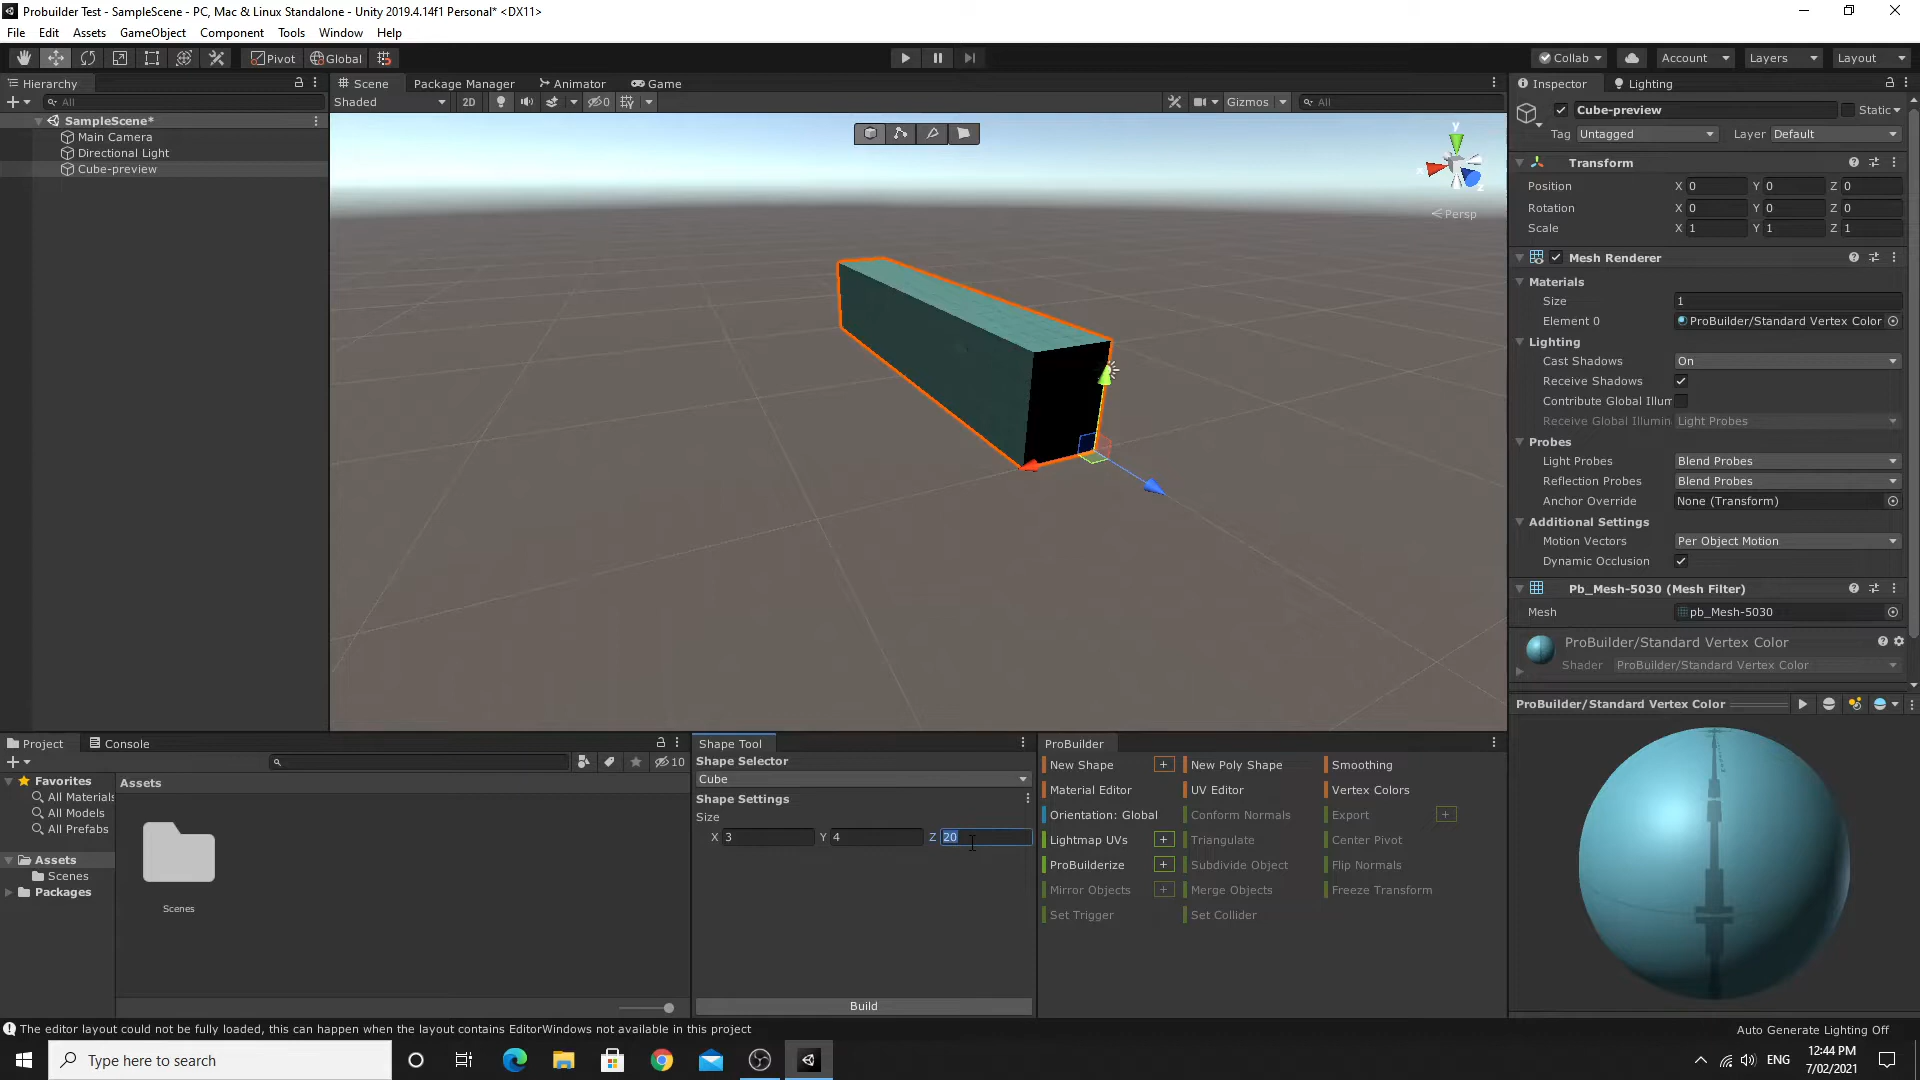 Probuilder Test - SampleScene - PC, Mac & Linux Standalone - Unity 2019.4.14f1 Personal* <DX11>
File Edit Assets GameObject Component Tools Window Help
Pivot Global Collab Account Layers Layout
Hierarchy Scene Package Manager Animator Game Inspector Lighting
All Shaded 2D 0 Gizmos All
SampleScene*
Main Camera
Directional Light
Cube-preview
Y
X
Z
Persp
Cube-preview Static
Tag Untagged Layer Default
Transform
Position X 0 Y 0 Z 0
Rotation X 0 Y 0 Z 0
Scale X 1 Y 1 Z 1
Mesh Renderer
Materials
Size 1
Element 0 ProBuilder/Standard Vertex Color
Lighting
Cast Shadows On
Receive Shadows
Contribute Global Illum
Receive Global Illumin Light Probes
Probes
Light Probes Blend Probes
Reflection Probes Blend Probes
Anchor Override None (Transform)
Additional Settings
Motion Vectors Per Object Motion
Dynamic Occlusion
Pb_Mesh-5030 (Mesh Filter)
Mesh pb_Mesh-5030
ProBuilder/Standard Vertex Color
Shader ProBuilder/Standard Vertex Color
ProBuilder/Standard Vertex Color
Project Console
10
Favorites
All Materials
All Models
All Prefabs
Assets
Scenes
Packages
Assets
Scenes
Shape Tool
Shape Selector
Cube
Shape Settings
Size
X 3 Y 4 Z 20
Build
ProBuilder
New Shape + New Poly Shape Smoothing
Material Editor UV Editor Vertex Colors
Orientation: Global Conform Normals Export +
Lightmap UVs + Triangulate Center Pivot
ProBuilderize + Subdivide Object Flip Normals
Mirror Objects + Merge Objects Freeze Transform
Set Trigger Set Collider
The editor layout could not be fully loaded, this can happen when the layout contains EditorWindows not available in this project
Auto Generate Lighting Off
Type here to search
ENG
12:44 PM
7/02/2021